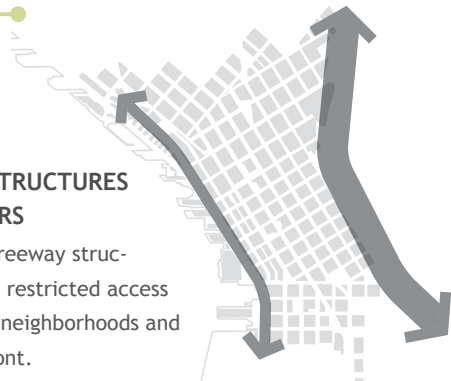 TRUCTURES
RS
reeway struc-
restricted access
neighborhoods and
ont.